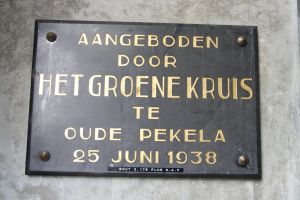 AANGEBODEN
DOOR
HET GROENE KRUIS
TE
OUDE PEKELA
25 JUNI 1938